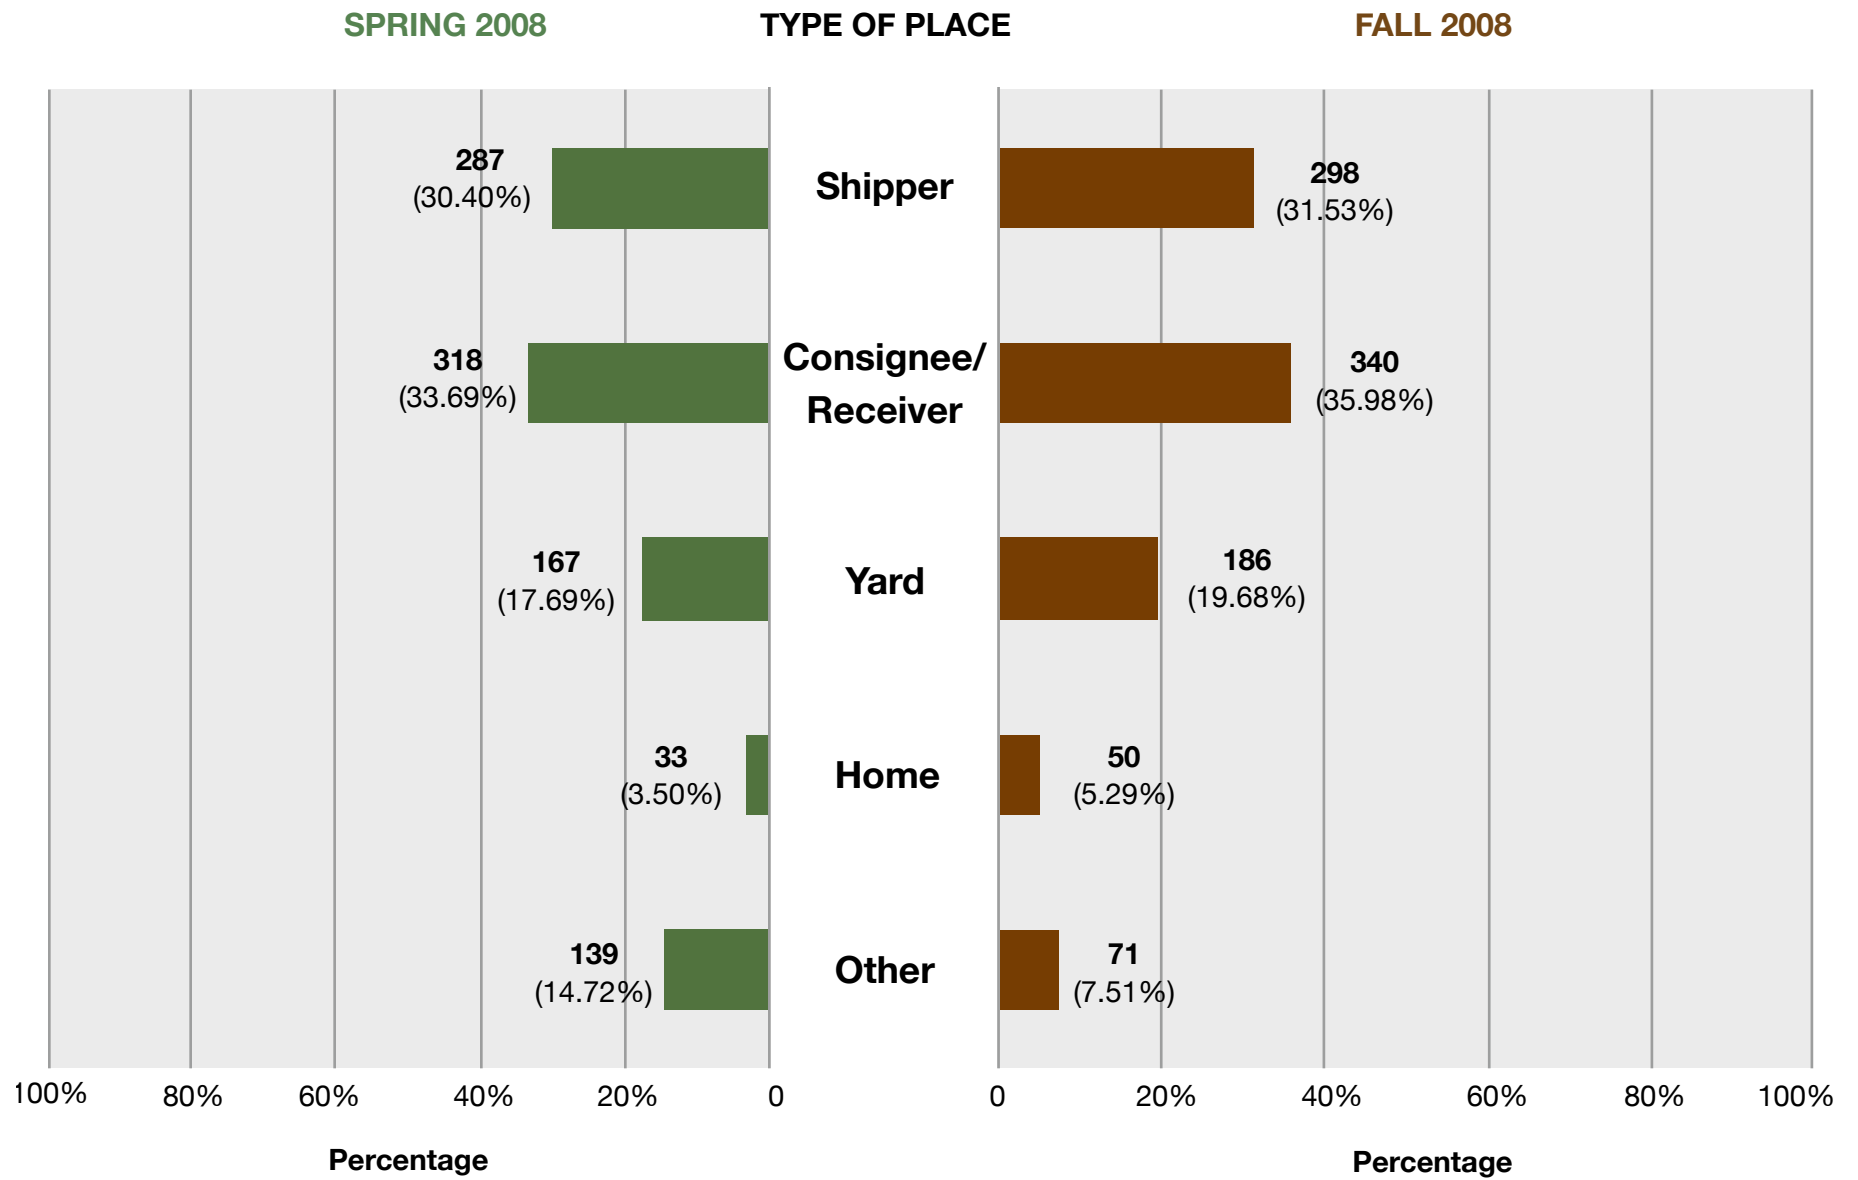 SPRING 2008 TYPE OF PLACE FALL 2008
287 Shipper 298
(30.40%) (31.53%)
318 Consignee/ 340
(33.69%) Receiver (35.98%)
167 Yard 186
(17.69%) (19.68%)
33 Home 50
(3.50%) (5.29%)
139 Other 71
(14.72%) (7.51%)
100% 80% 60% 40% 20% 0 0 20% 40% 60% 80% 100%
Percentage Percentage